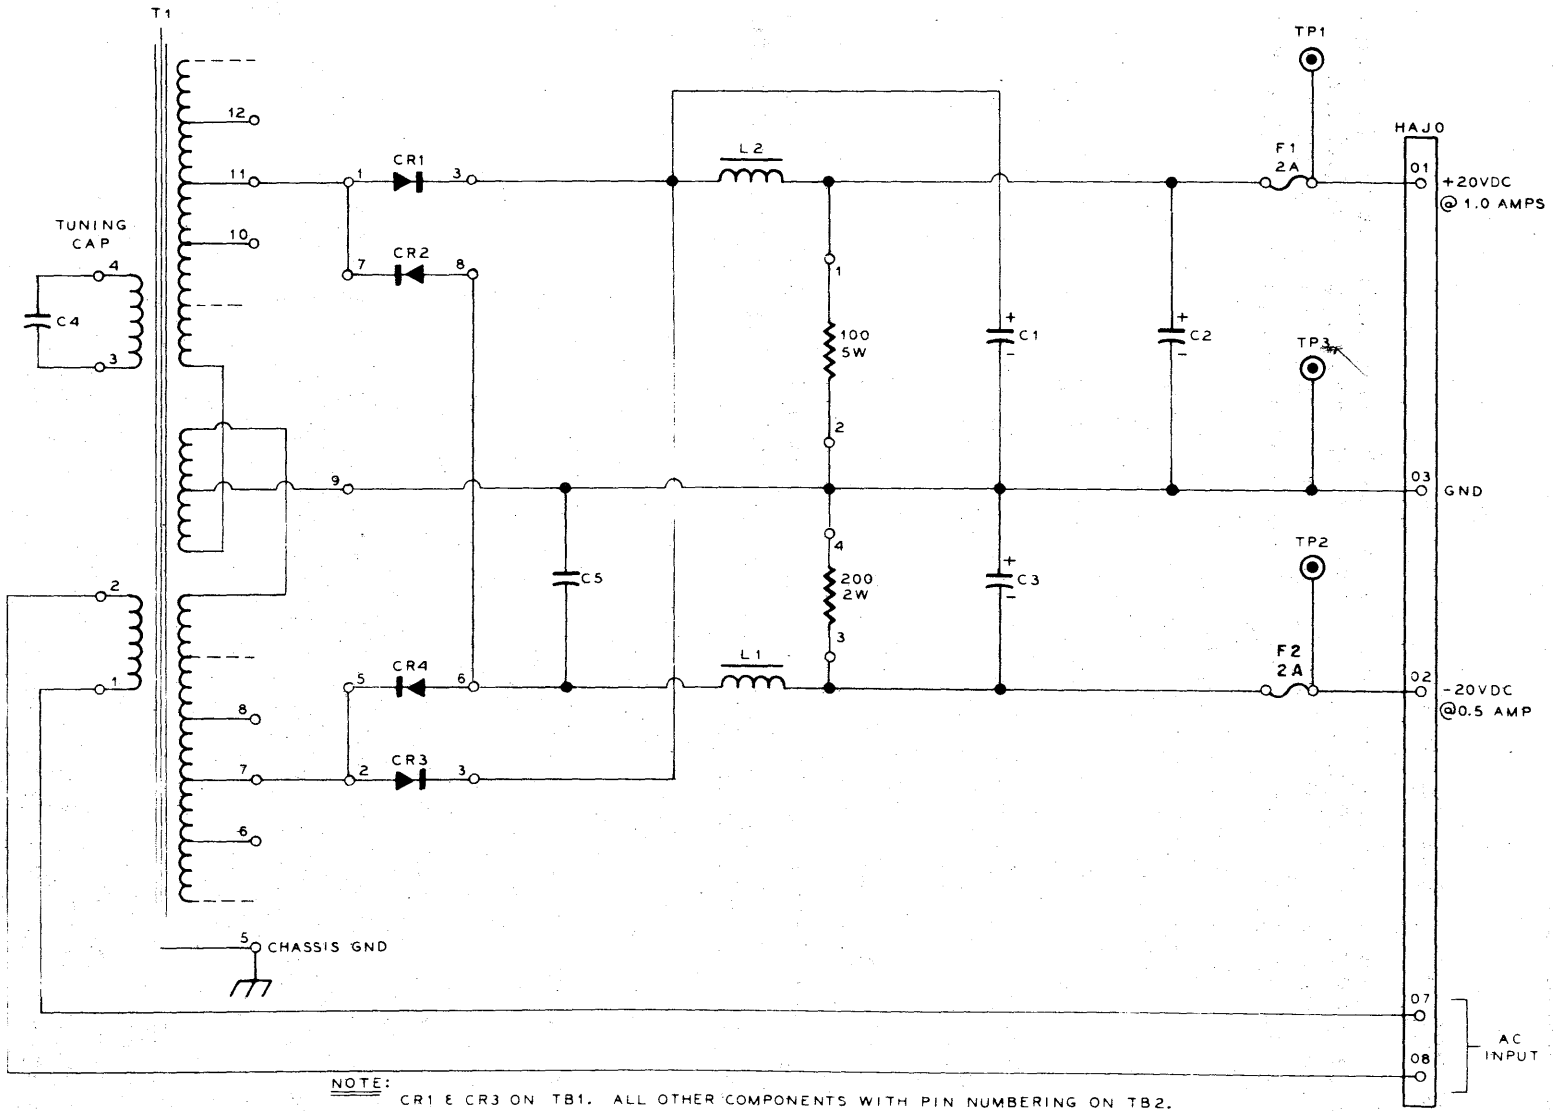 T1
TP1
12
HAJO
F1
2A
01
+20VDC
@ 1.0 AMPS
L2
CR1
11
1
3
TUNING
CAP
10
CR2
7
8
4
1
C4
3
100
5W
+
C1
-
+
C2
-
TP3
2
9
03
GND
4
TP2
2
C5
200
2W
+
C3
-
3
L1
F2
2A
1
CR4
5
6
02
-20VDC
@0.5 AMP
8
CR3
7
2
3
6
5
CHASSIS GND
07
AC
INPUT
08
NOTE:
CR1 & CR3 ON TB1. ALL OTHER COMPONENTS WITH PIN NUMBERING ON TB2.